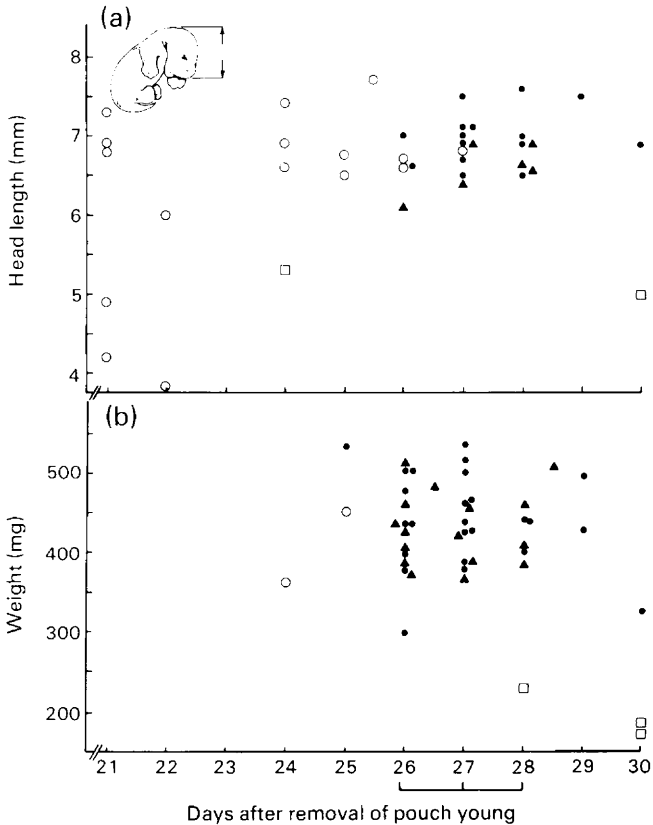 (a)
8
7
6
5
4
Head length (mm)
(b)
500
400
300
200
Weight (mg)
21 22 23 24 25 26 27 28 29 30
Days after removal of pouch young